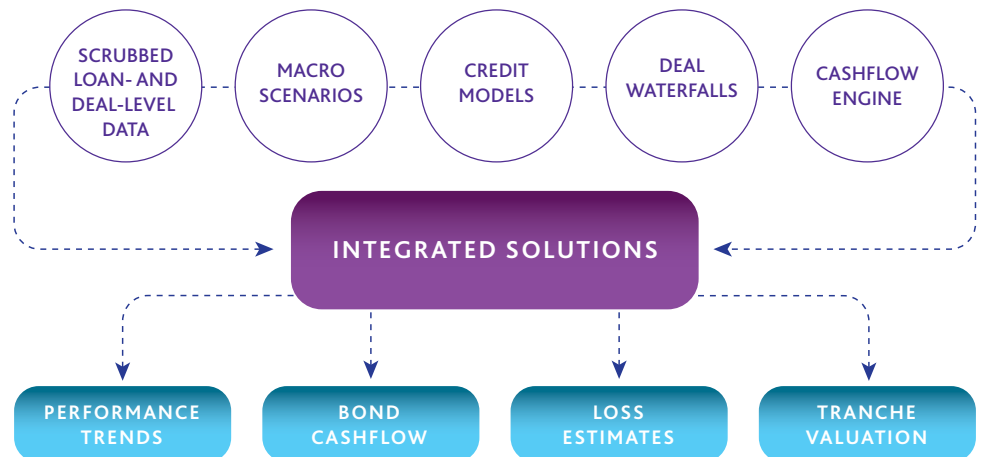 SCRUBBED
LOAN- AND
DEAL-LEVEL
DATA
MACRO
SCENARIOS
CREDIT
MODELS
DEAL
WATERFALLS
CASHFLOW
ENGINE
INTEGRATED SOLUTIONS
PERFORMANCE
TRENDS
BOND
CASHFLOW
LOSS
ESTIMATES
TRANCHE
VALUATION